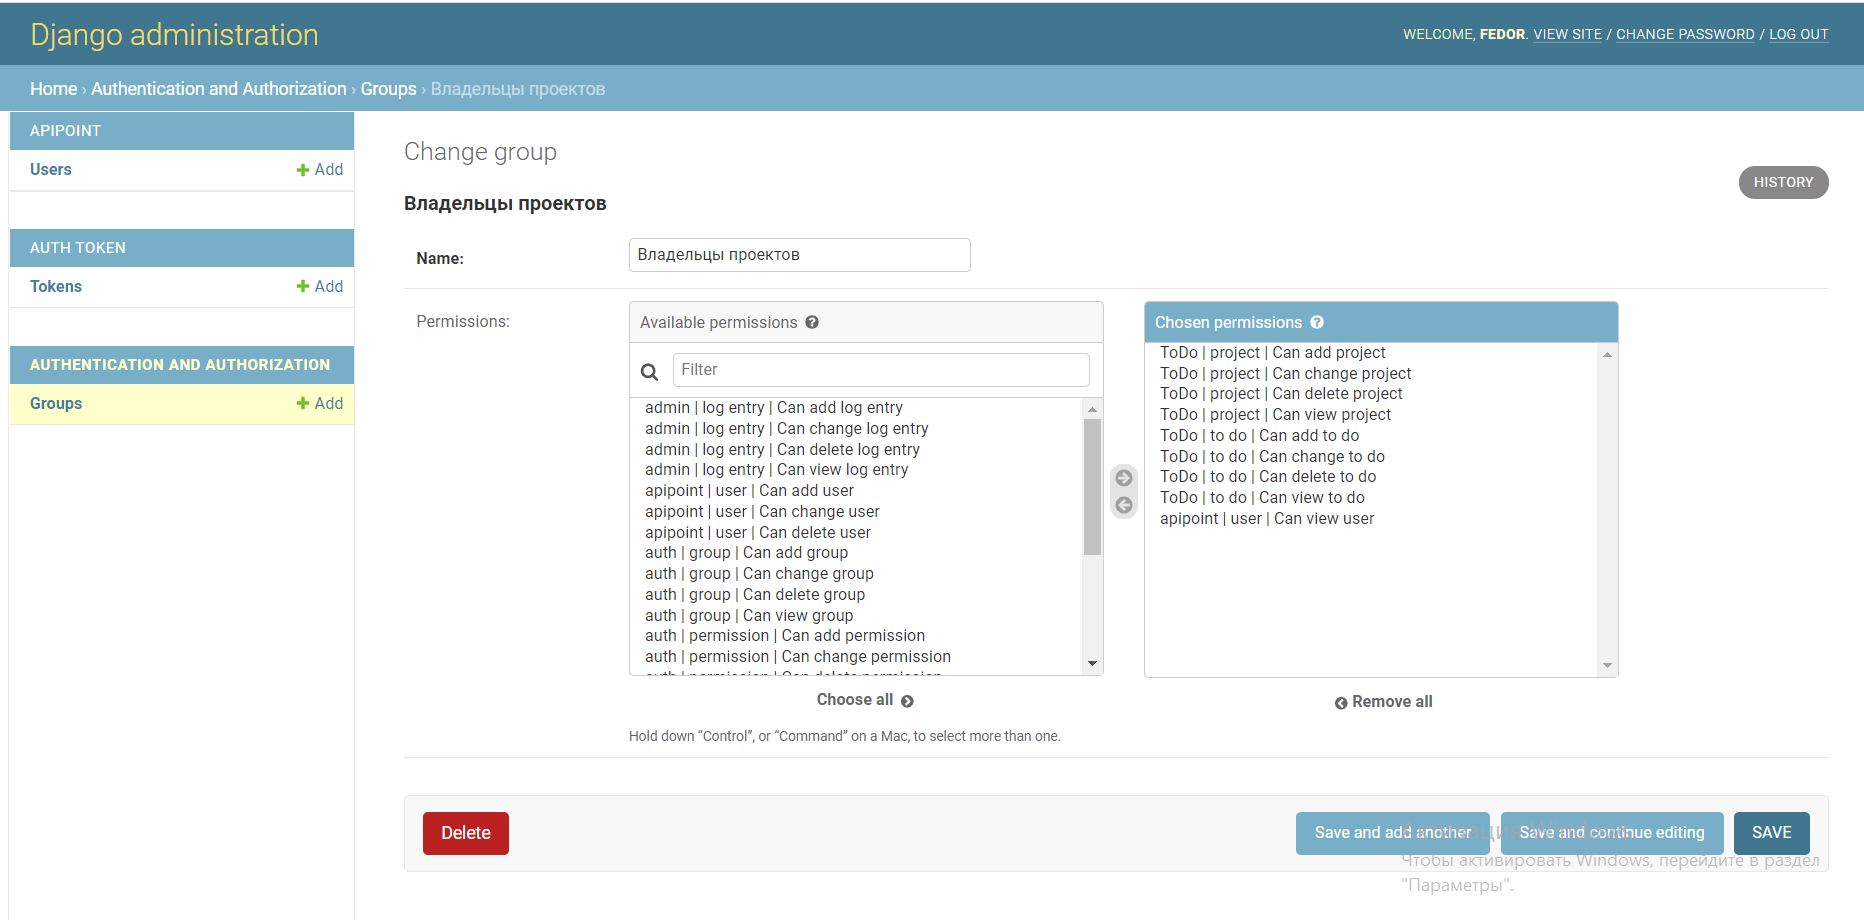 Django administration
WELCOME, FEDOR. VIEW SITE / CHANGE PASSWORD / LOG OUT
Home › Authentication and Authorization › Groups › Владельцы проектов
APIPOINT
Users
Add
AUTH TOKEN
Tokens
Add
AUTHENTICATION AND AUTHORIZATION
Groups
Add
Change group
HISTORY
Владельцы проектов
Name:
Владельцы проектов
Permissions:
Available permissions
Filter
admin | log entry | Can add log entry
admin | log entry | Can change log entry
admin | log entry | Can delete log entry
admin | log entry | Can view log entry
apipoint | user | Can add user
apipoint | user | Can change user
apipoint | user | Can delete user
auth | group | Can add group
auth | group | Can change group
auth | group | Can delete group
auth | group | Can view group
auth | permission | Can add permission
auth | permission | Can change permission
auth | permission | Can delete permission
Choose all
Chosen permissions
ToDo | project | Can add project
ToDo | project | Can change project
ToDo | project | Can delete project
ToDo | project | Can view project
ToDo | to do | Can add to do
ToDo | to do | Can change to do
ToDo | to do | Can delete to do
ToDo | to do | Can view to do
apipoint | user | Can view user
Remove all
Hold down “Control”, or “Command” on a Mac, to select more than one.
Delete
Save and add another
Save and continue editing
SAVE
Активация Windows
Чтобы активировать Windows, перейдите в раздел
"Параметры".